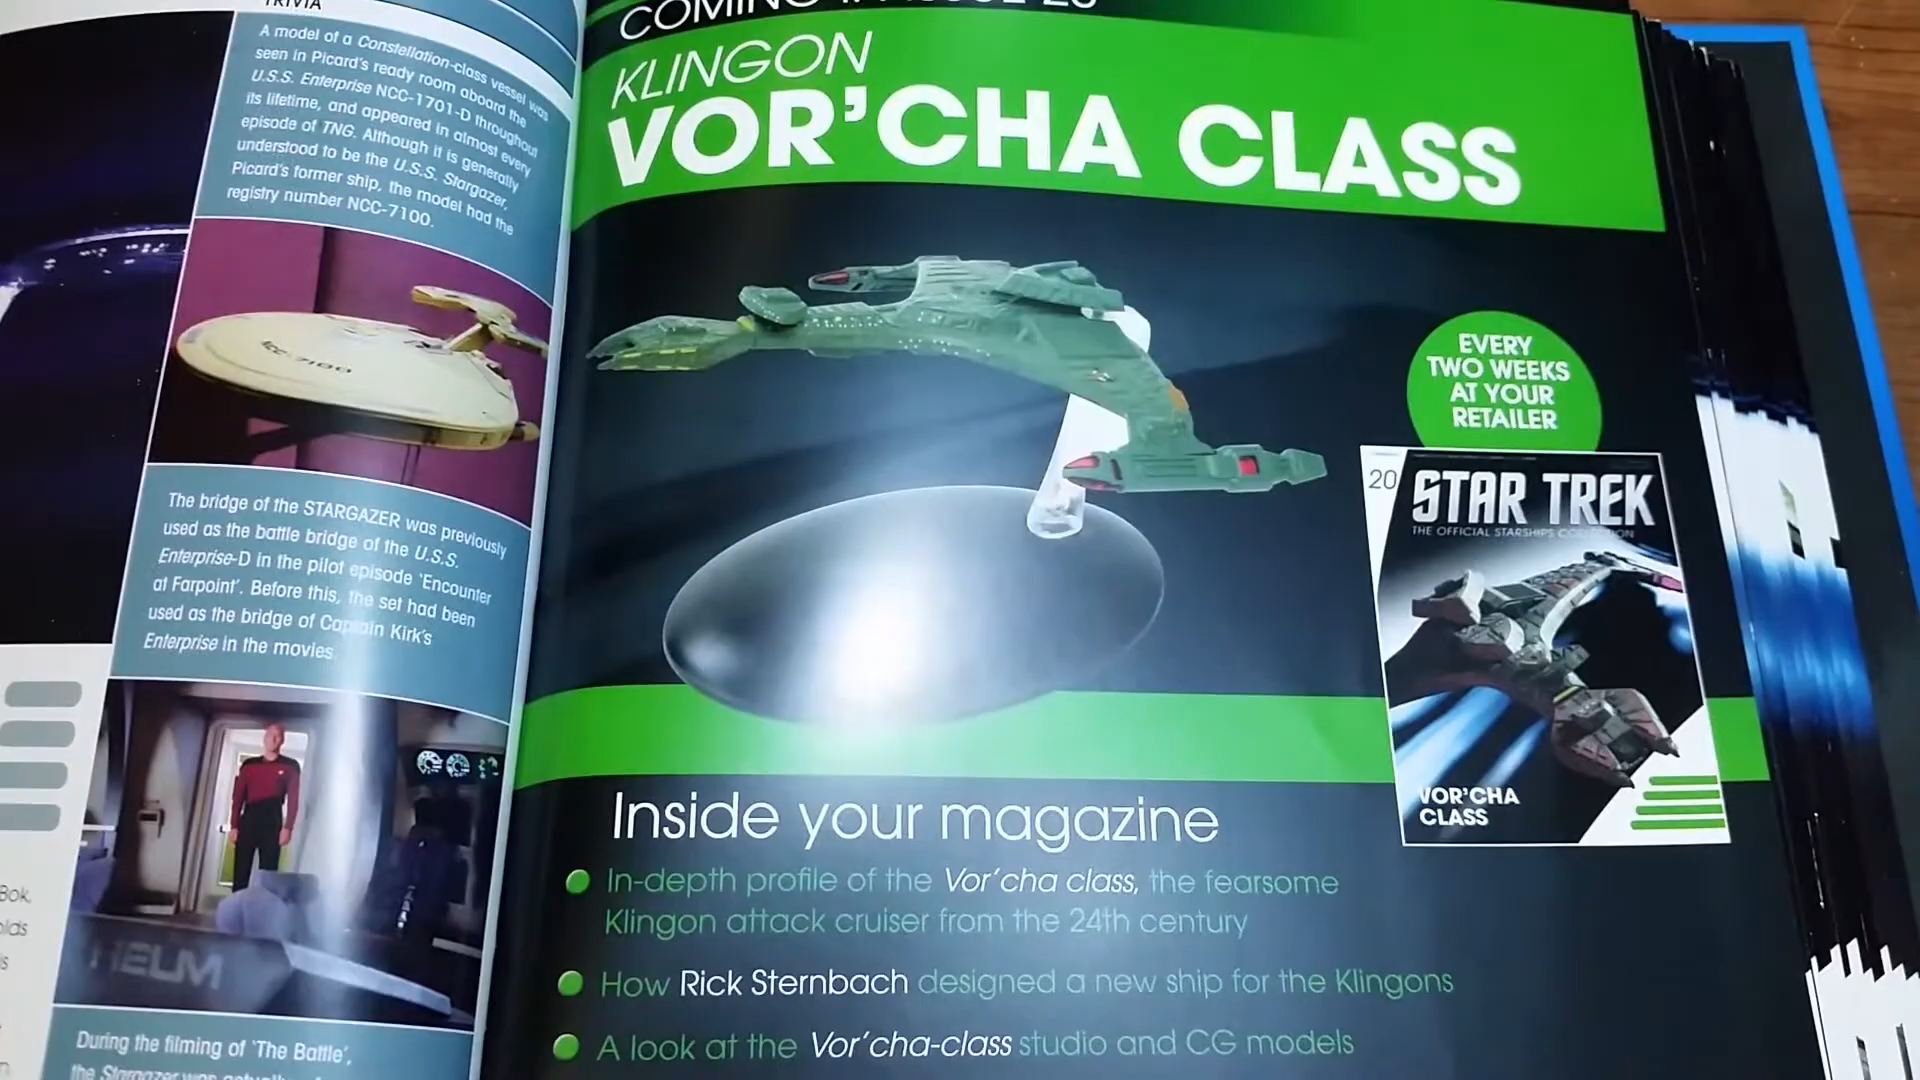 TRIVIA
A model of a Constellation-class vessel was
seen in Picard's ready room aboard the
U.S.S. Enterprise NCC-1701-D throughout
its lifetime, and appeared in almost every
episode of TNG. Although it is generally
understood to be the U.S.S. Stargazer,
Picard's former ship, the model had the
registry number NCC-7100.
NCC-7100
The bridge of the STARGAZER was previously
used as the battle bridge of the U.S.S.
Enterprise-D in the pilot episode 'Encounter
at Farpoint'. Before this, the set had been
used as the bridge of Captain Kirk's
Enterprise in the movies.
HELM
During the filming of 'The Battle',
the Stargazer was
Bok,
COMING IN ISSUE 20
KLINGON
VOR'CHA CLASS
EVERY
TWO WEEKS
AT YOUR
RETAILER
20
STAR TREK
THE OFFICIAL STARSHIPS COLLECTION
VOR'CHA
CLASS
Inside your magazine
In-depth profile of the Vor'cha class, the fearsome
Klingon attack cruiser from the 24th century
How Rick Sternbach designed a new ship for the Klingons
A look at the Vor'cha-class studio and CG models